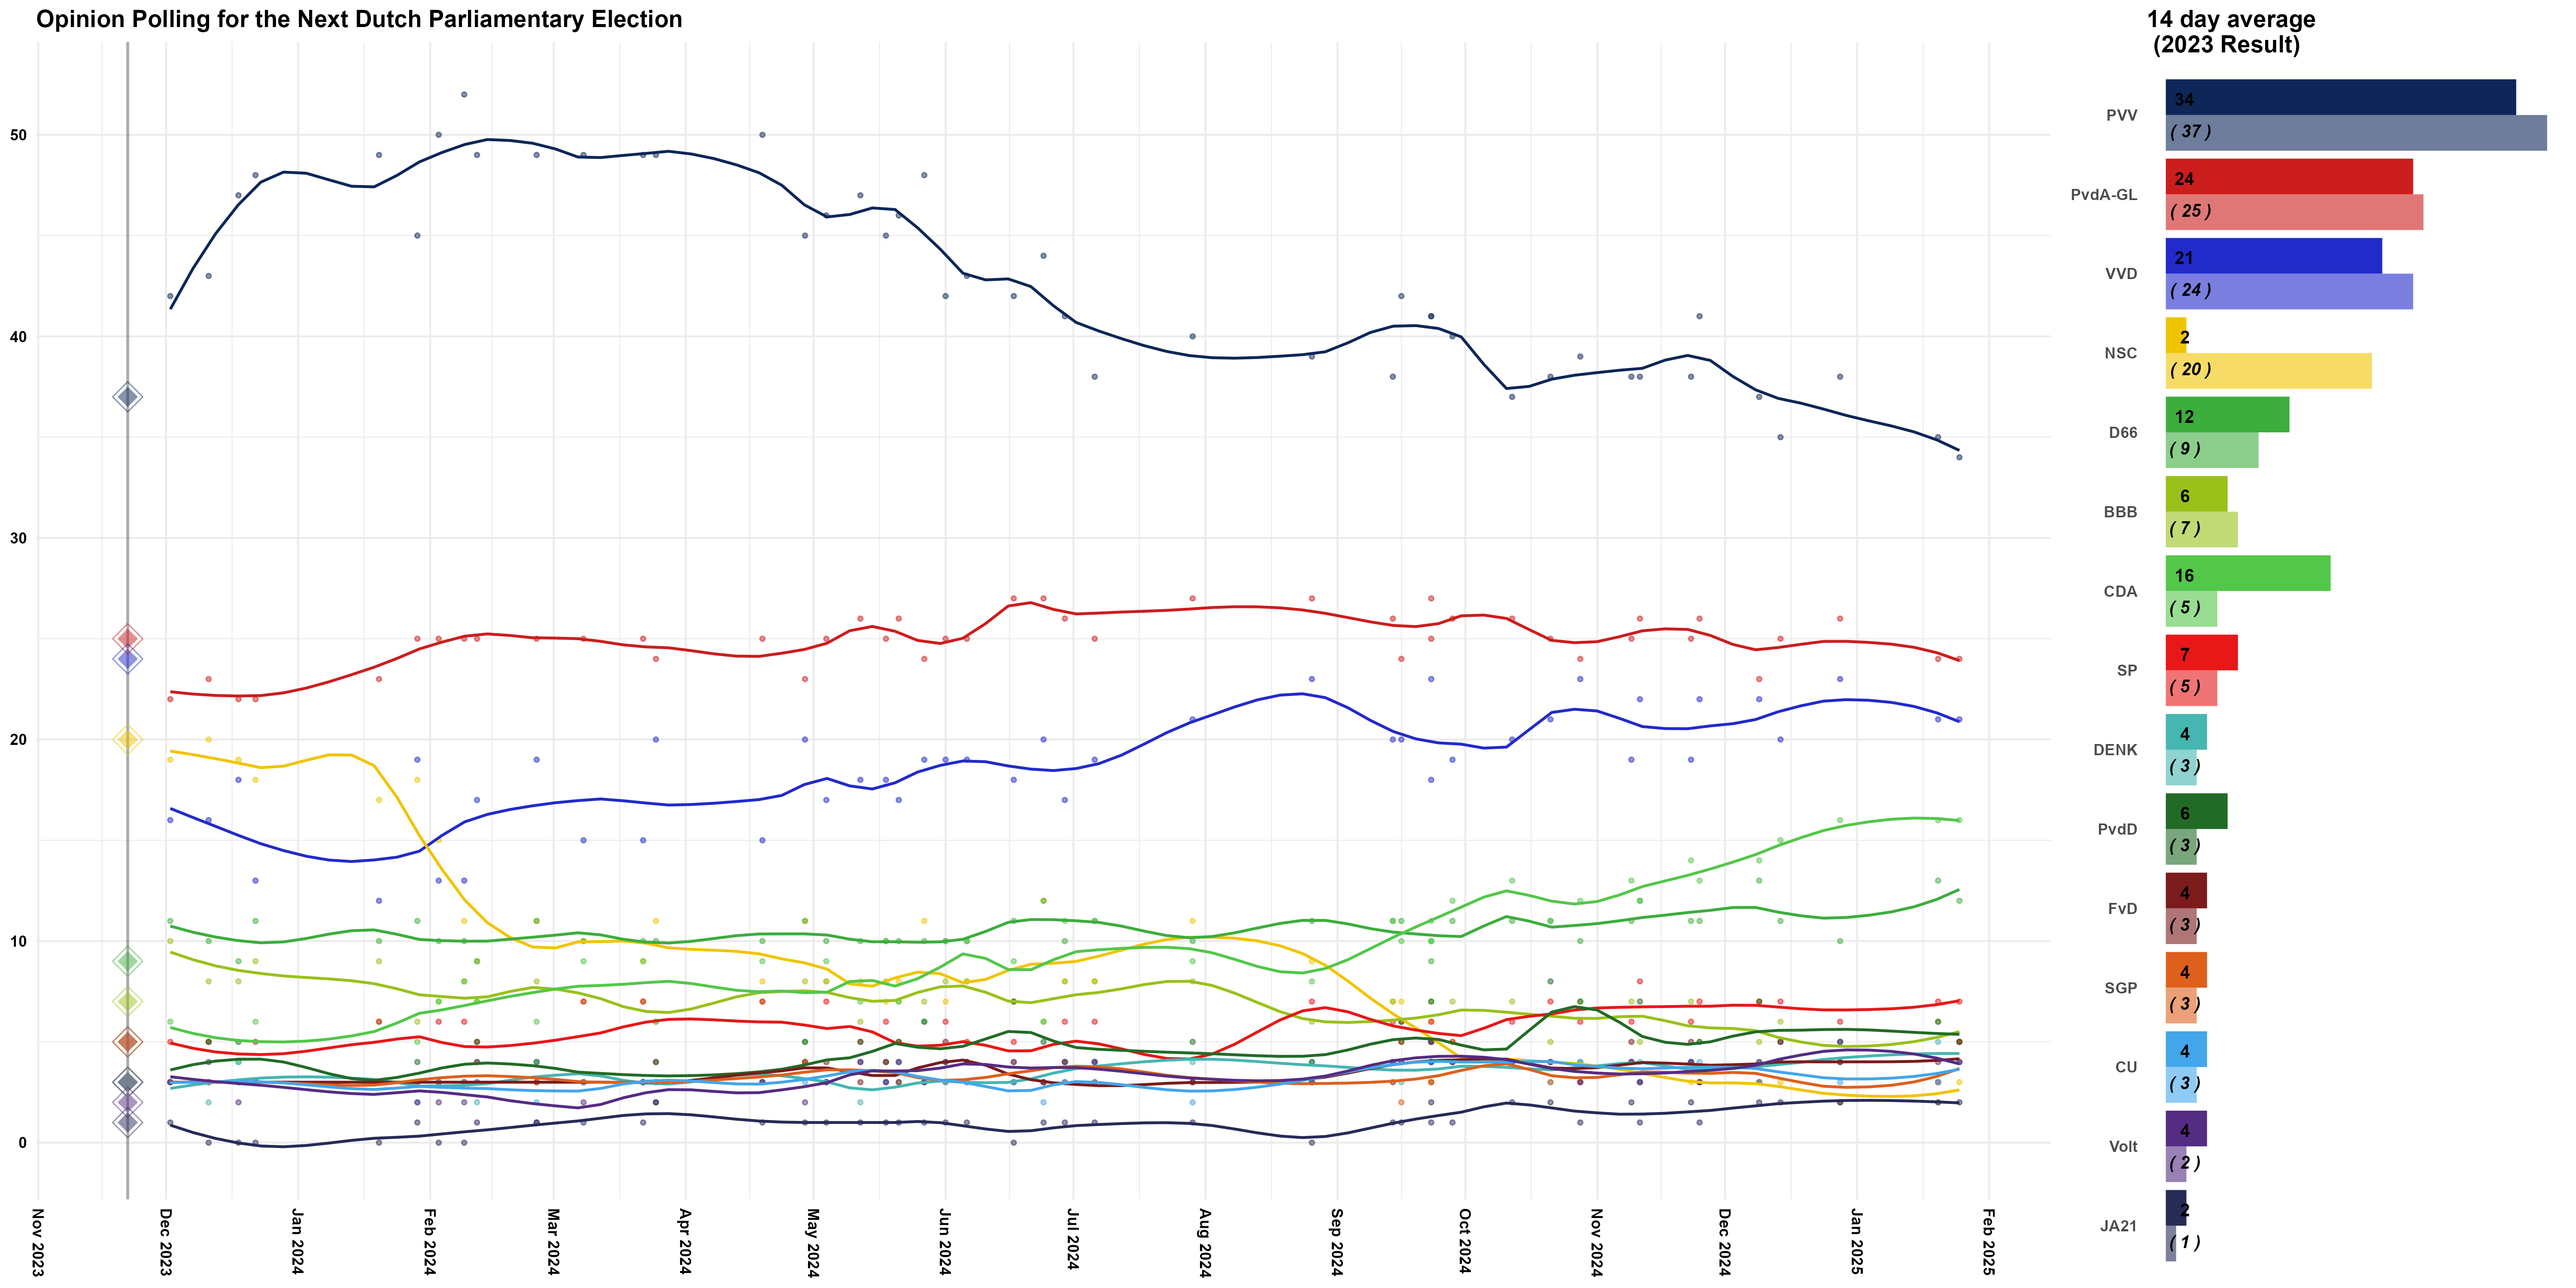 Opinion Polling for the Next Dutch Parliamentary Election
50
40
30
20
10
0
Nov 2023
Dec 2023
Jan 2024
Feb 2024
Mar 2024
Apr 2024
May 2024
Jun 2024
Jul 2024
Aug 2024
Sep 2024
Oct 2024
Nov 2024
Dec 2024
Jan 2025
Feb 2025
14 day average
(2023 Result)
PVV
34
( 37 )
PvdA-GL
24
( 25 )
VVD
21
( 24 )
NSC
2
( 20 )
D66
12
( 9 )
BBB
6
( 7 )
CDA
16
( 5 )
SP
7
( 5 )
DENK
4
( 3 )
PvdD
6
( 3 )
FvD
4
( 3 )
SGP
4
( 3 )
CU
4
( 3 )
Volt
4
( 2 )
JA21
2
( 1 )